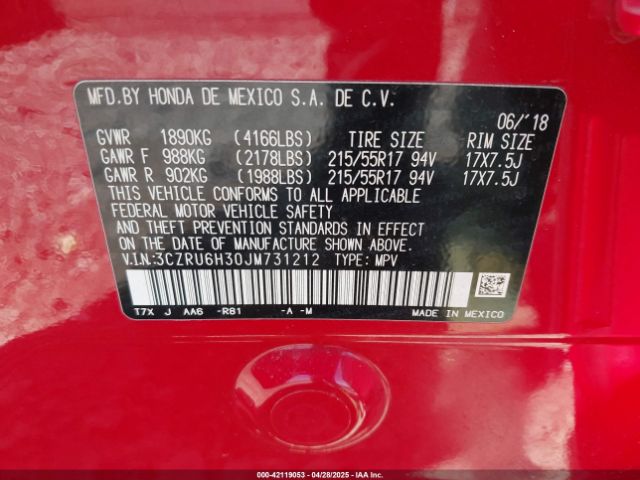 MFD.BY HONDA DE MEXICO S.A. DE C.V.
06/'18
GVWR 1890KG (4166LBS) TIRE SIZE RIM SIZE
GAWR F 988KG (2178LBS) 215/55R17 94V 17X7.5J
GAWR R 902KG (1988LBS) 215/55R17 94V 17X7.5J
THIS VEHICLE CONFORMS TO ALL APPLICABLE
FEDERAL MOTOR VEHICLE SAFETY
AND THEFT PREVENTION STANDARDS IN EFFECT
ON THE DATE OF MANUFACTURE SHOWN ABOVE.
V.I.N:3CZRU6H30JM731212 TYPE: MPV
T7X J AA6 -R81 -A -M MADE IN MEXICO
000-42119053 - 04/28/2025 - IAAI.COM